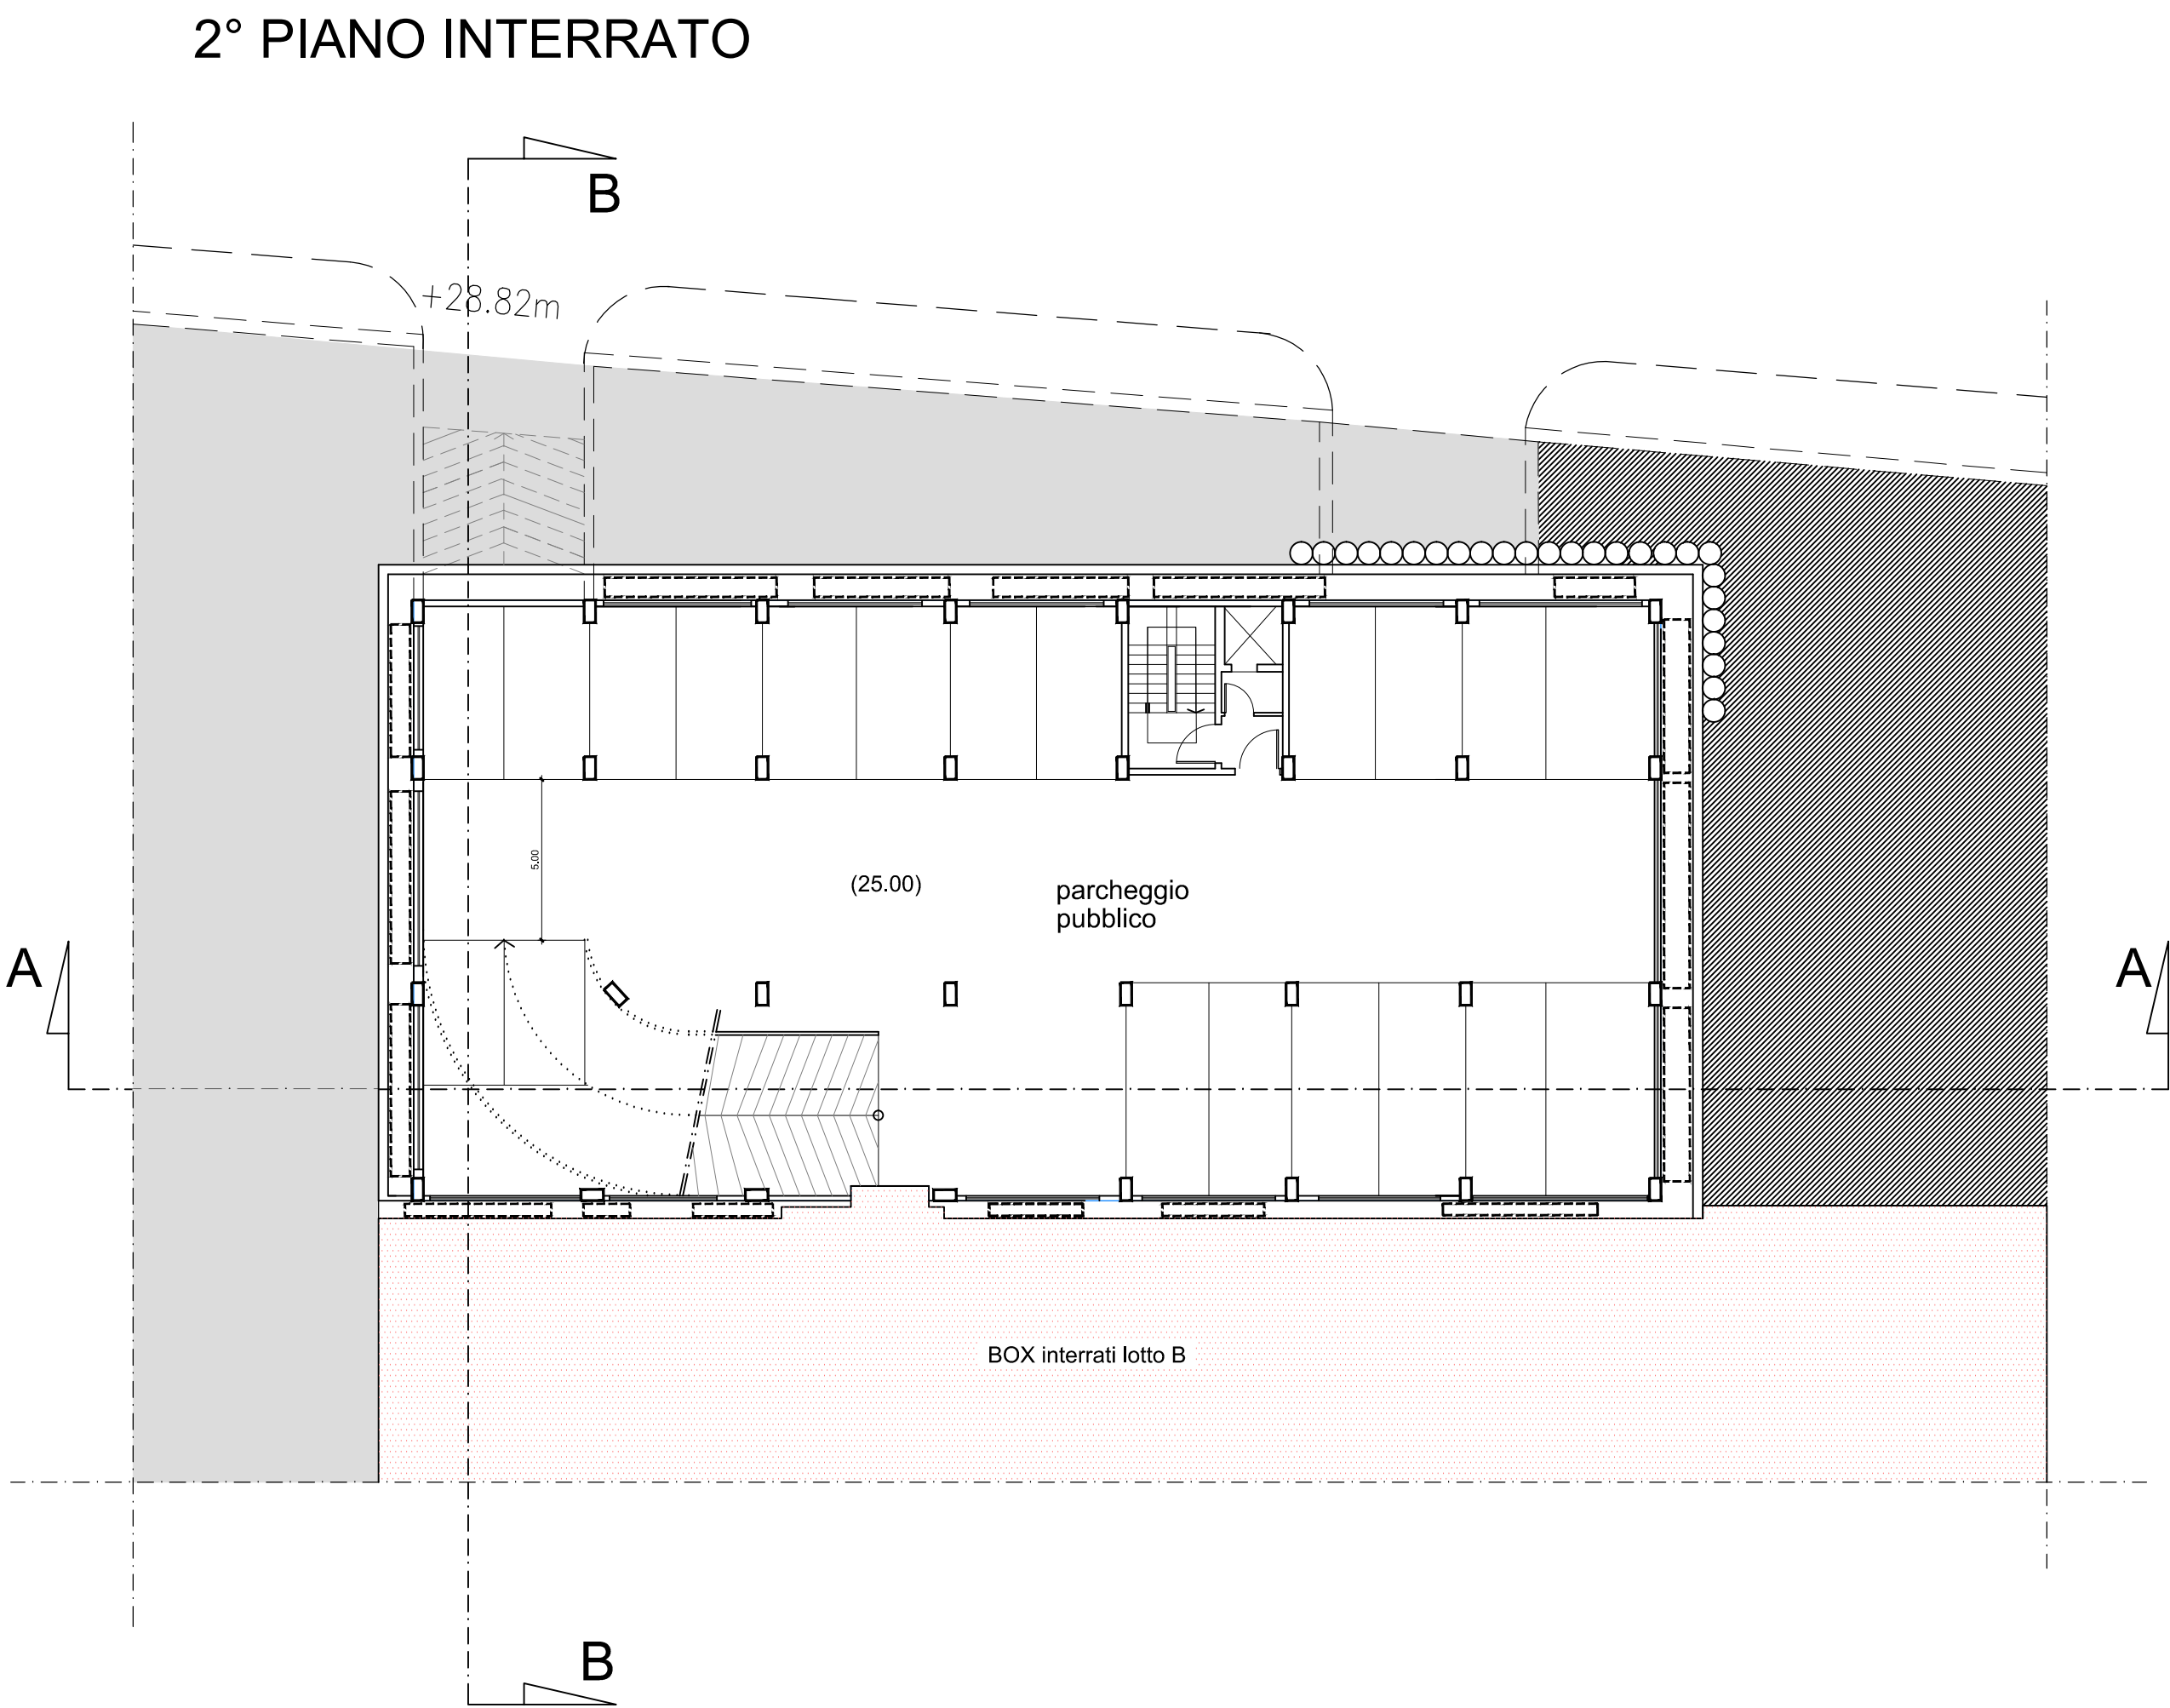 2° PIANO INTERRATO
B
+28.82m
5.00
(25.00)
parcheggio
pubblico
A
A
BOX interrati lotto B
B